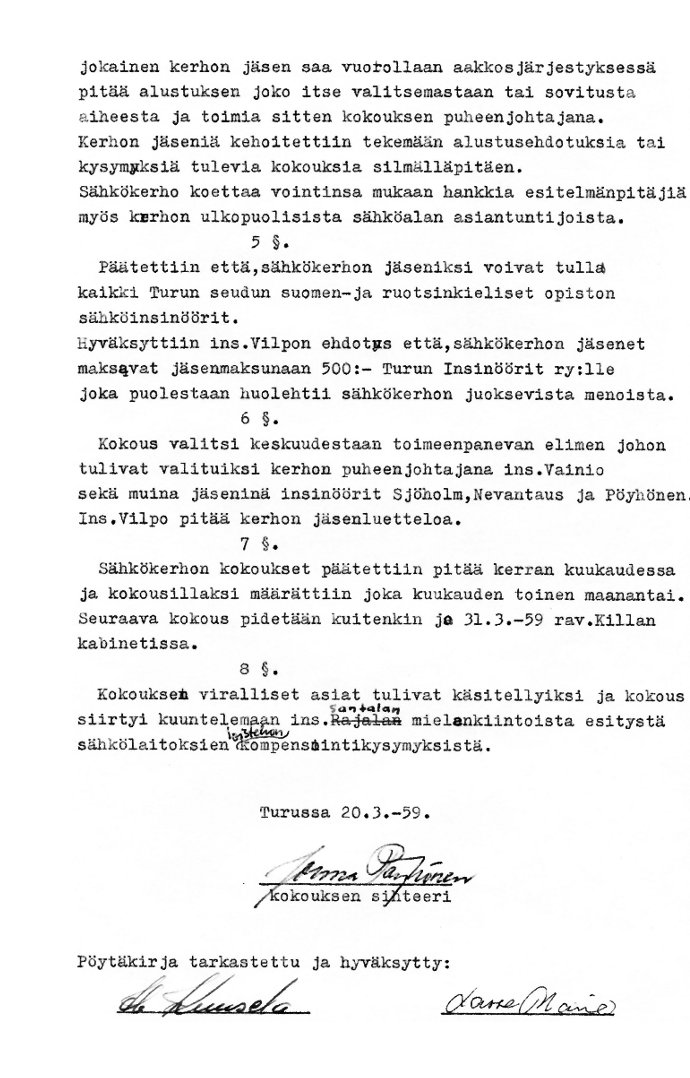 jokainen kerhon jäsen saa vuorollaan aakkosjärjestyksessä
pitää alustuksen joko itse valitsemastaan tai sovitusta
aiheesta ja toimia sitten kokouksen puheenjohtajana.
Kerhon jäseniä kehoitettiin tekemään alustusehdotuksia tai
kysymyksiä tulevia kokouksia silmälläpitäen.
Sähkökerho koettaa vointinsa mukaan hankkia esitelmänpitäjiä
myös kerhon ulkopuolisista sähköalan asiantuntijoista.
5 §.
Päätettiin että,sähkökerhon jäseniksi voivat tulla
kaikki Turun seudun suomen-ja ruotsinkieliset opiston
sähköinsinöörit.
Hyväksyttiin ins.Vilpon ehdotus että,sähkökerhon jäsenet
maksavat jäsenmaksunaan 500:- Turun Insinöörit ry:lle
joka puolestaan huolehtii sähkökerhon juoksevista menoista.
6 §.
Kokous valitsi keskuudestaan toimeenpanevan elimen johon
tulivat valituiksi kerhon puheenjohtajana ins.Vainio
sekä muina jäseninä insinöörit Sjöholm,Nevantaus ja Pöyhönen.
Ins.Vilpo pitää kerhon jäsenluetteloa.
7 §.
Sähkökerhon kokoukset päätettiin pitää kerran kuukaudessa
ja kokousillaksi määrättiin joka kuukauden toinen maanantai.
Seuraava kokous pidetään kuitenkin jo 31.3.-59 rav.Killan
kabinetissa.
8 §.
Kokouksen viralliset asiat tulivat käsitellyiksi ja kokous
Santalan
siirtyi kuuntelemaan ins.Rajalan mielenkiintoista esitystä
sähkölaitoksien kompensointikysymyksistä.
Turussa 20.3.-59.
Jorma Pöyhönen
kokouksen sihteeri
Pöytäkirja tarkastettu ja hyväksytty:
Kuusela